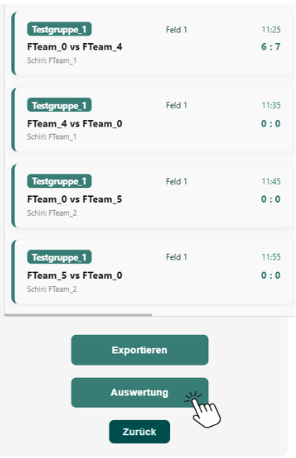 Testgruppe_1 Feld 1 11:25
FTeam_0 vs FTeam_4 6 : 7
Schiri: FTeam_1
Testgruppe_1 Feld 1 11:35
FTeam_4 vs FTeam_0 0 : 0
Schiri: FTeam_1
Testgruppe_1 Feld 1 11:45
FTeam_0 vs FTeam_5 0 : 0
Schiri: FTeam_2
Testgruppe_1 Feld 1 11:55
FTeam_5 vs FTeam_0 0 : 0
Schiri: FTeam_2
Exportieren
Auswertung
Zurück